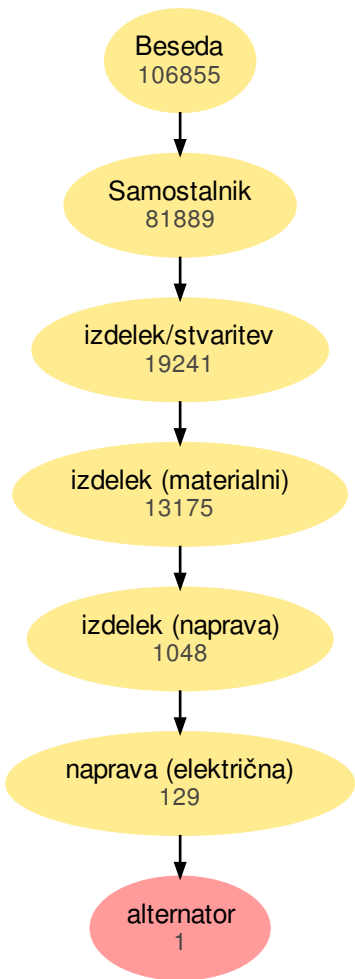 Beseda
106855
Samostalnik
81889
izdelek/stvaritev
19241
izdelek (materialni)
13175
izdelek (naprava)
1048
naprava (električna)
129
alternator
1